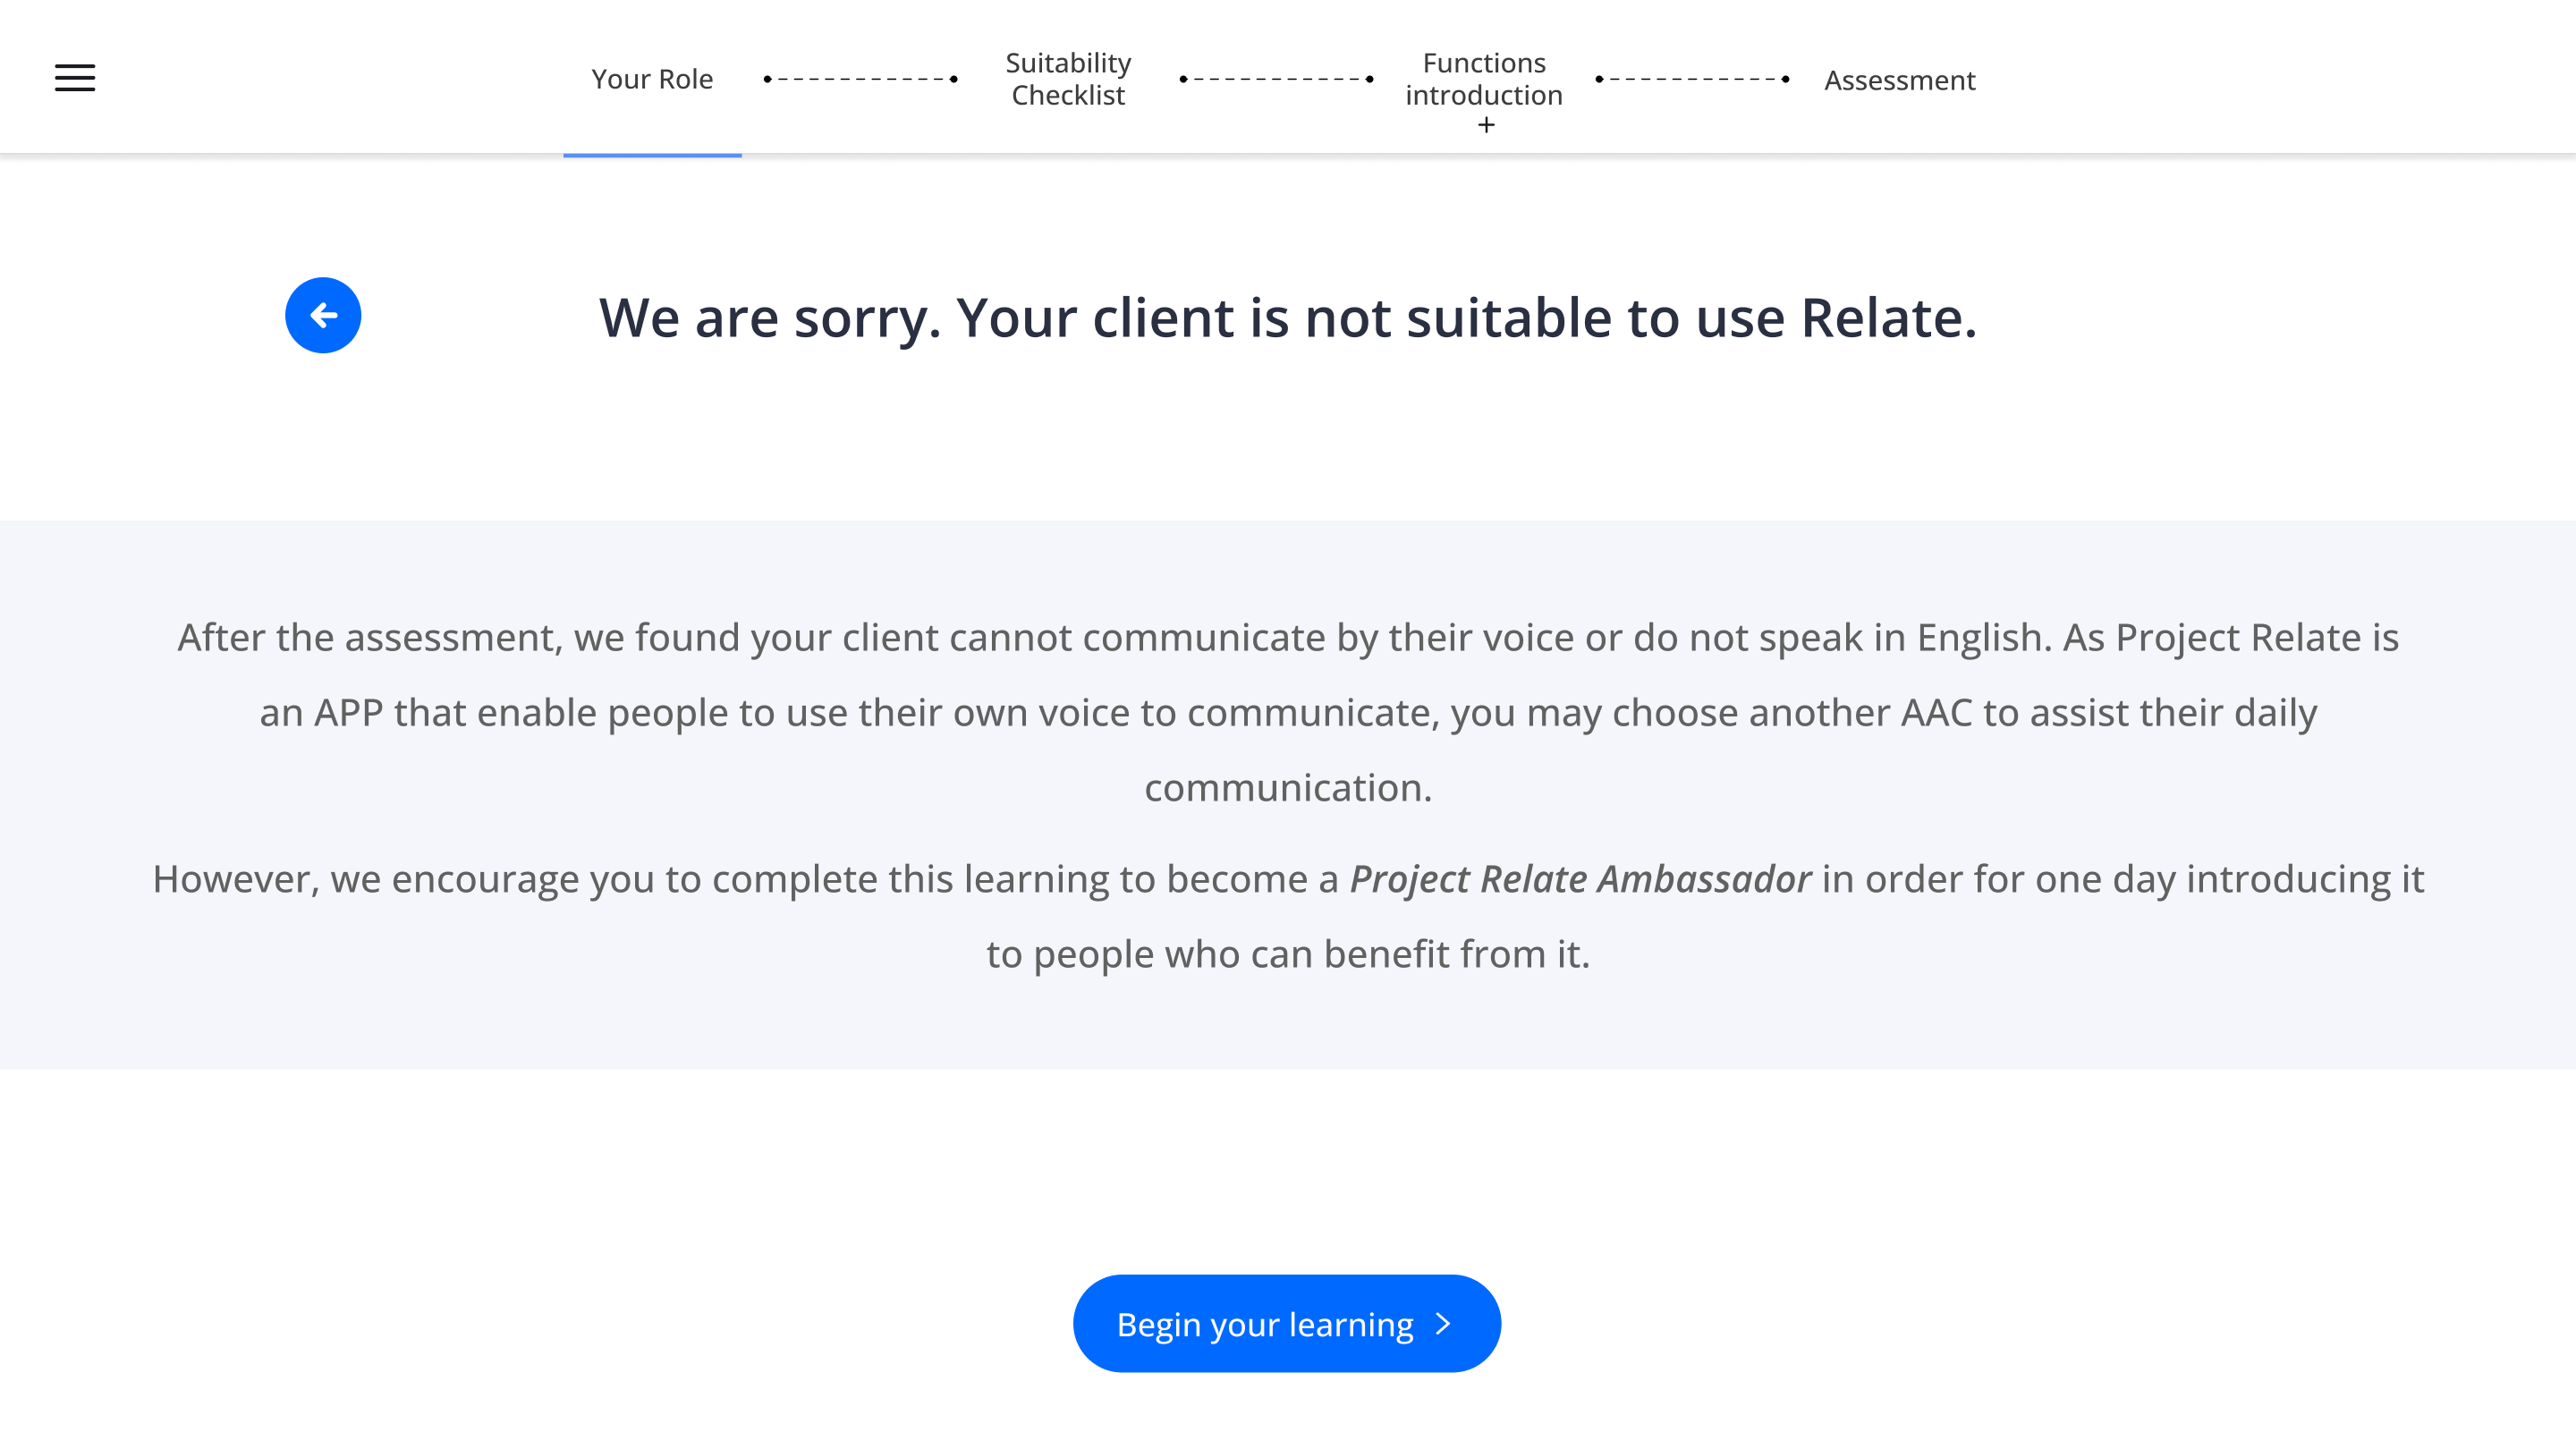 Your Role
Suitability
Checklist
Functions
introduction
+
Assessment
We are sorry. Your client is not suitable to use Relate.
After the assessment, we found your client cannot communicate by their voice or do not speak in English. As Project Relate is
an APP that enable people to use their own voice to communicate, you may choose another AAC to assist their daily
communication.
However, we encourage you to complete this learning to become a Project Relate Ambassador in order for one day introducing it
to people who can benefit from it.
Begin your learning